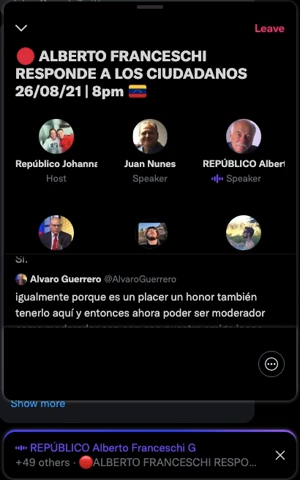 Leave
🔴 ALBERTO FRANCESCHI
RESPONDE A LOS CIUDADANOS
26/08/21 | 8pm 🇻🇪
Repúblico Johanna
Juan Nunes
REPÚBLICO Albert
Host
Speaker
Speaker
Si.
Alvaro Guerrero @AlvaroGuerrero
igualmente porque es un placer un honor también
tenerlo aquí y entonces ahora poder ser moderador
Show more
REPÚBLICO Alberto Franceschi G
+49 others · 🔴ALBERTO FRANCESCHI RESPO...